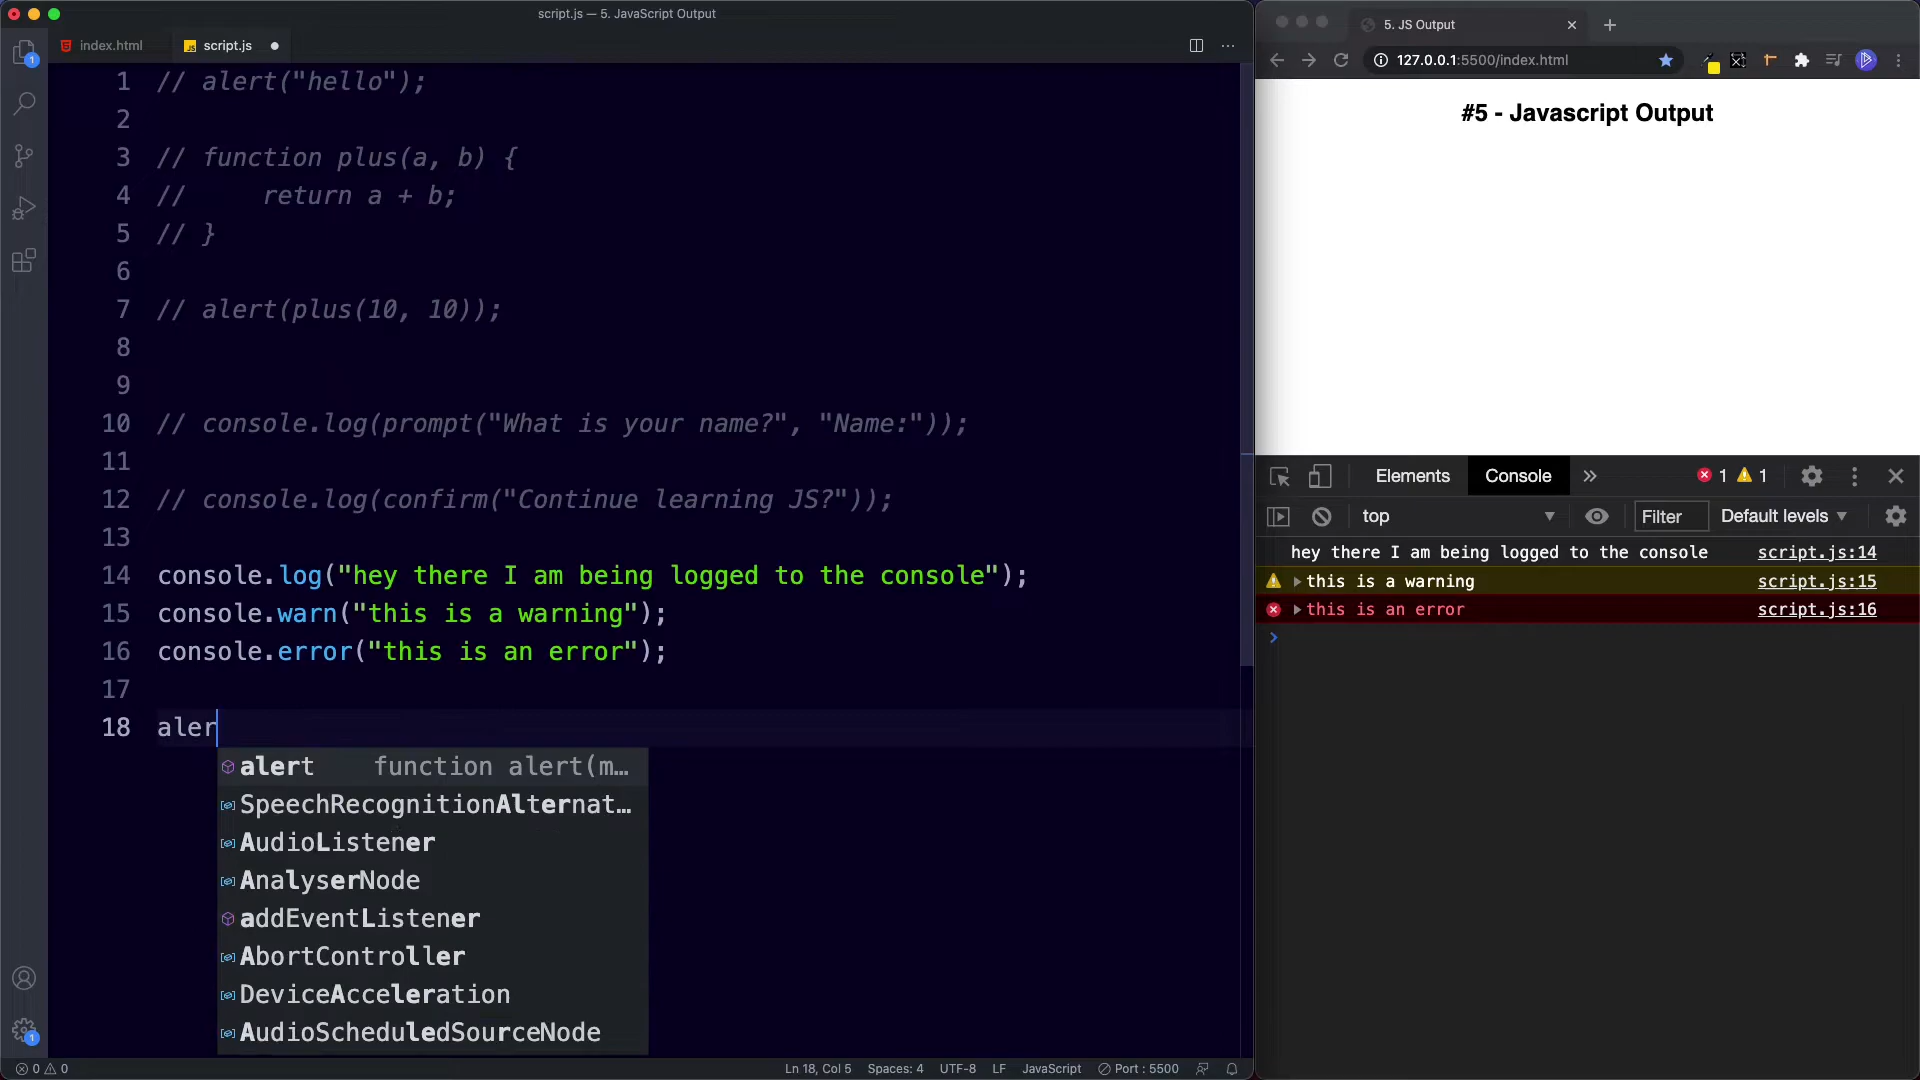 script.js — 5. JavaScript Output
index.html
script.js
1 // alert("hello");
2
3 // function plus(a, b) {
4 //     return a + b;
5 // }
6
7 // alert(plus(10, 10));
8
9
10 // console.log(prompt("What is your name?", "Name:"));
11
12 // console.log(confirm("Continue learning JS?"));
13
14 console.log("hey there I am being logged to the console");
15 console.warn("this is a warning");
16 console.error("this is an error");
17
18 aler
alert function alert(m…
SpeechRecognitionAlternat…
AudioListener
AnalyserNode
addEventListener
AbortController
DeviceAcceleration
AudioScheduledSourceNode
1
1
0 0
Ln 18, Col 5 Spaces: 4 UTF-8 LF JavaScript Port : 5500
5. JS Output
127.0.0.1:5500/index.html
#5 - Javascript Output
Elements Console 1 1
top Filter Default levels
hey there I am being logged to the console script.js:14
this is a warning script.js:15
this is an error script.js:16